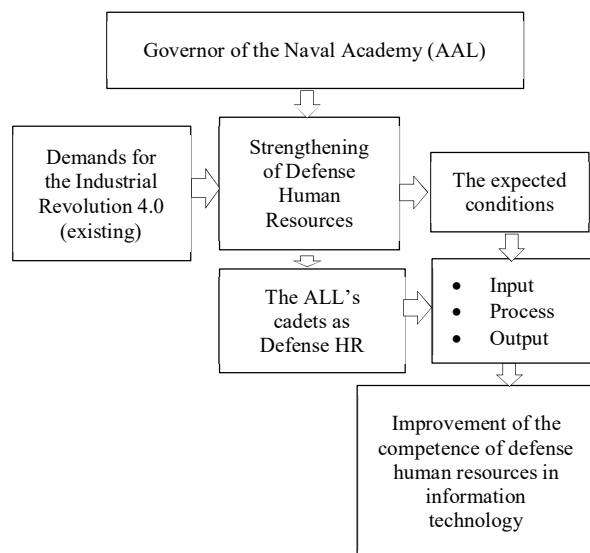 Governor of the Naval Academy (AAL)
Demands for
the Industrial
Revolution 4.0
(existing)
Strengthening
of Defense
Human
Resources
The expected
conditions
The ALL's
cadets as
Defense HR
• Input
• Process
• Output
Improvement of the
competence of defense
human resources in
information
technology